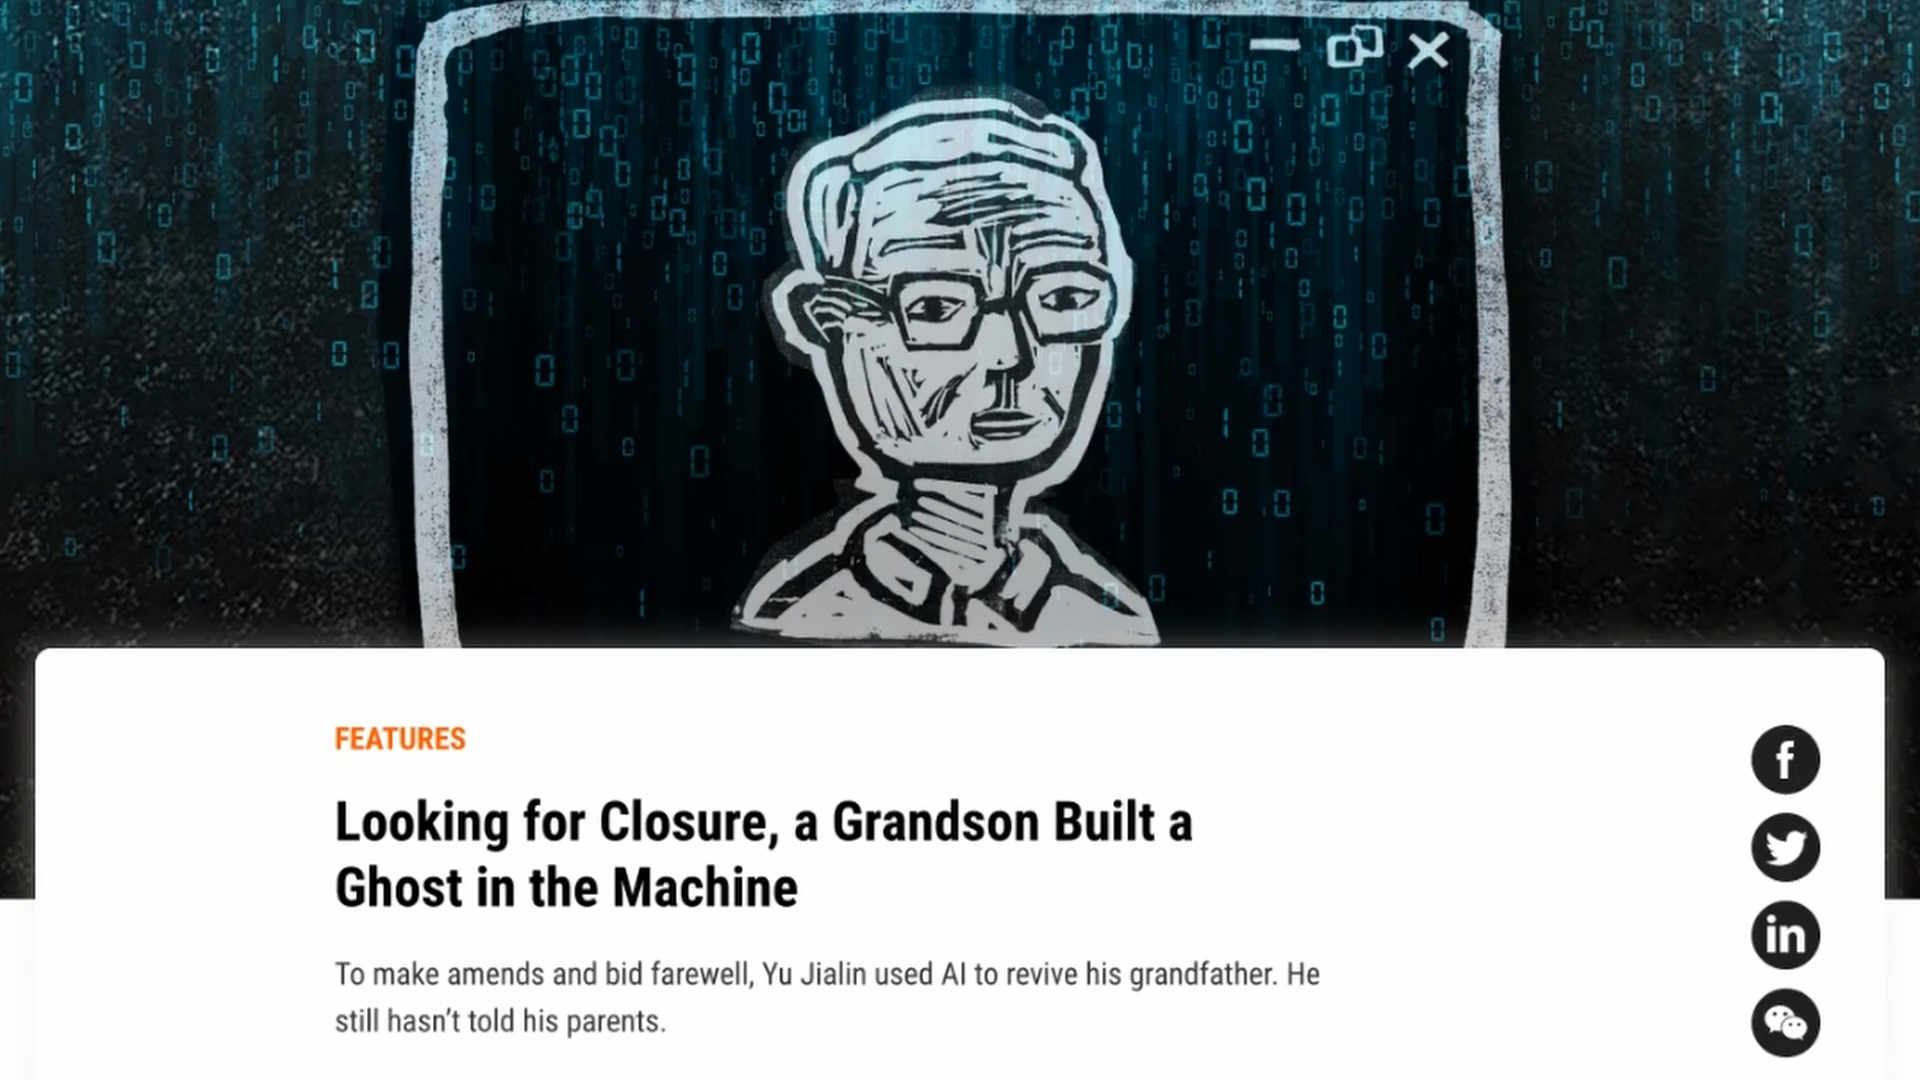 FEATURES
Looking for Closure, a Grandson Built a
Ghost in the Machine
To make amends and bid farewell, Yu Jialin used AI to revive his grandfather. He
still hasn’t told his parents.